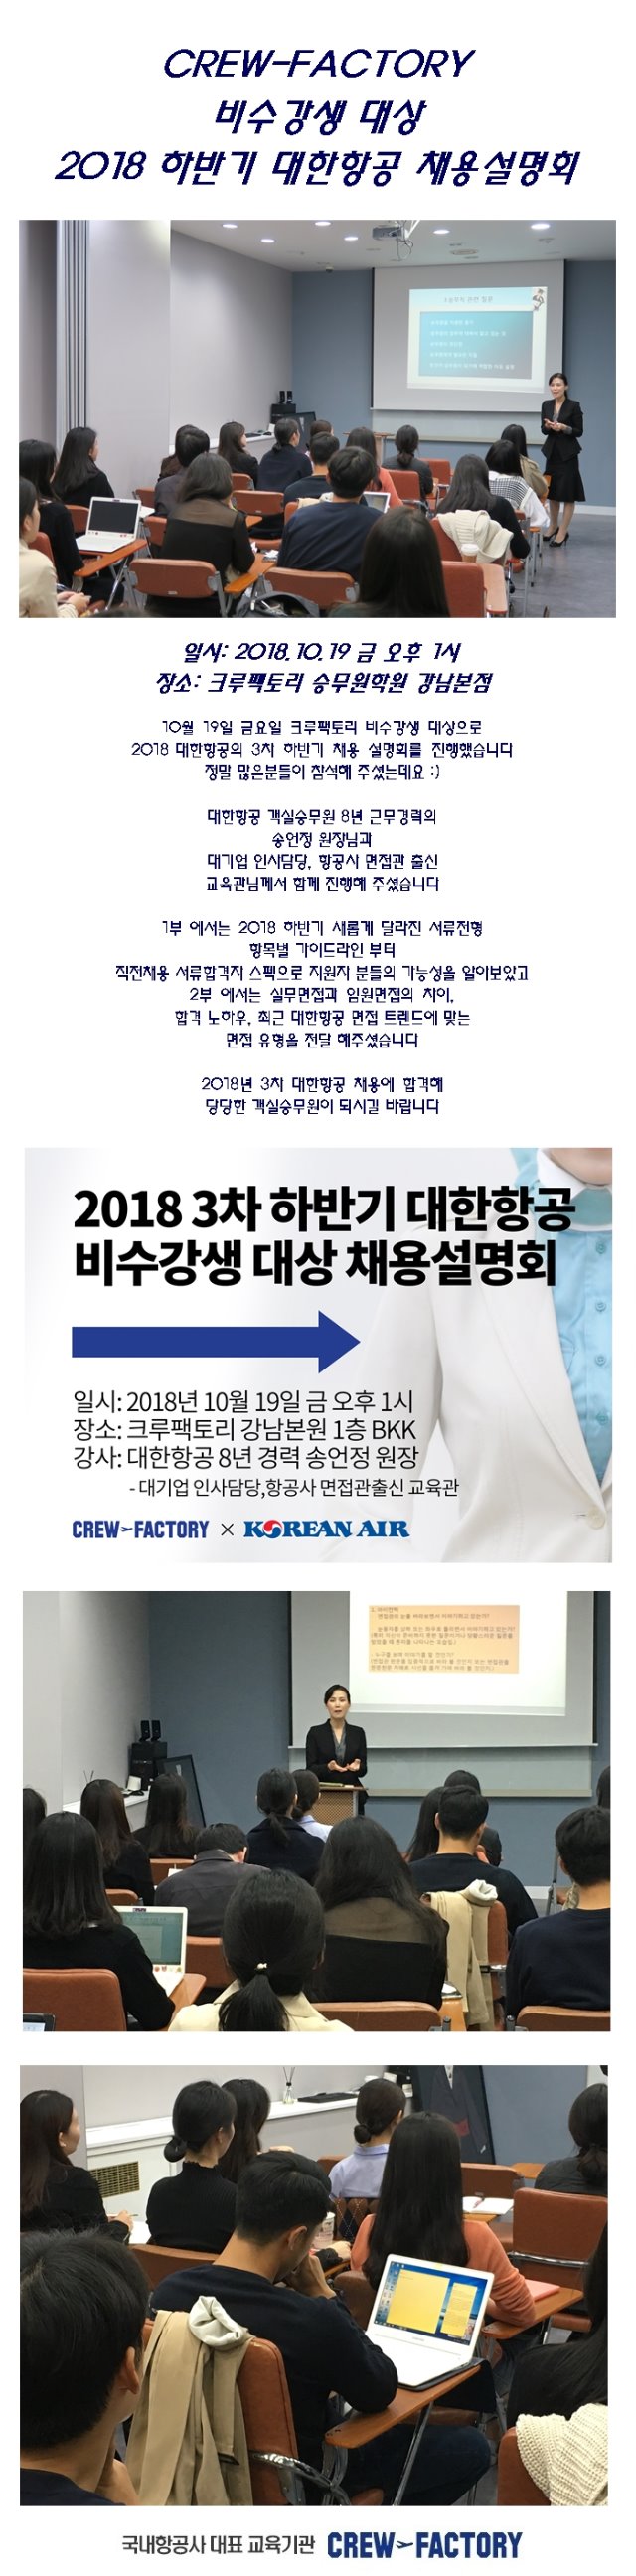 CREW-FACTORY
비수강생 대상
2018 하반기 대한항공 채용설명회
일시: 2018.10.19 금 오후 1시
장소: 크루팩토리 승무원학원 강남본점
10월 19일 금요일 크루팩토리 비수강생 대상으로
2018 대한항공의 3차 하반기 채용 설명회를 진행했습니다
정말 많은분들이 참석해 주셨는데요 :)
대한항공 객실승무원 8년 근무경력의
송언정 원장님과
대기업 인사담당, 항공사 면접관 출신
교육관님께서 함께 진행해 주셨습니다
1부 에서는 2018 하반기 새롭게 달라진 서류전형
항목별 가이드라인 부터
직전채용 서류합격자 스펙으로 지원자 분들의 가능성을 알아보았고
2부 에서는 실무면접과 임원면접의 차이,
합격 노하우, 최근 대한항공 면접 트렌드에 맞는
면접 유형을 전달 해주셨습니다
2018년 3차 대한항공 채용에 합격해
당당한 객실승무원이 되시길 바랍니다
2018 3차 하반기 대한항공
비수강생 대상 채용설명회
일시: 2018년 10월 19일 금 오후 1시
장소: 크루팩토리 강남본원 1층 BKK
강사: 대한항공 8년 경력 송언정 원장
- 대기업 인사담당,항공사 면접관출신 교육관
CREW-FACTORY × KOREAN AIR
국내항공사 대표 교육기관 CREW-FACTORY